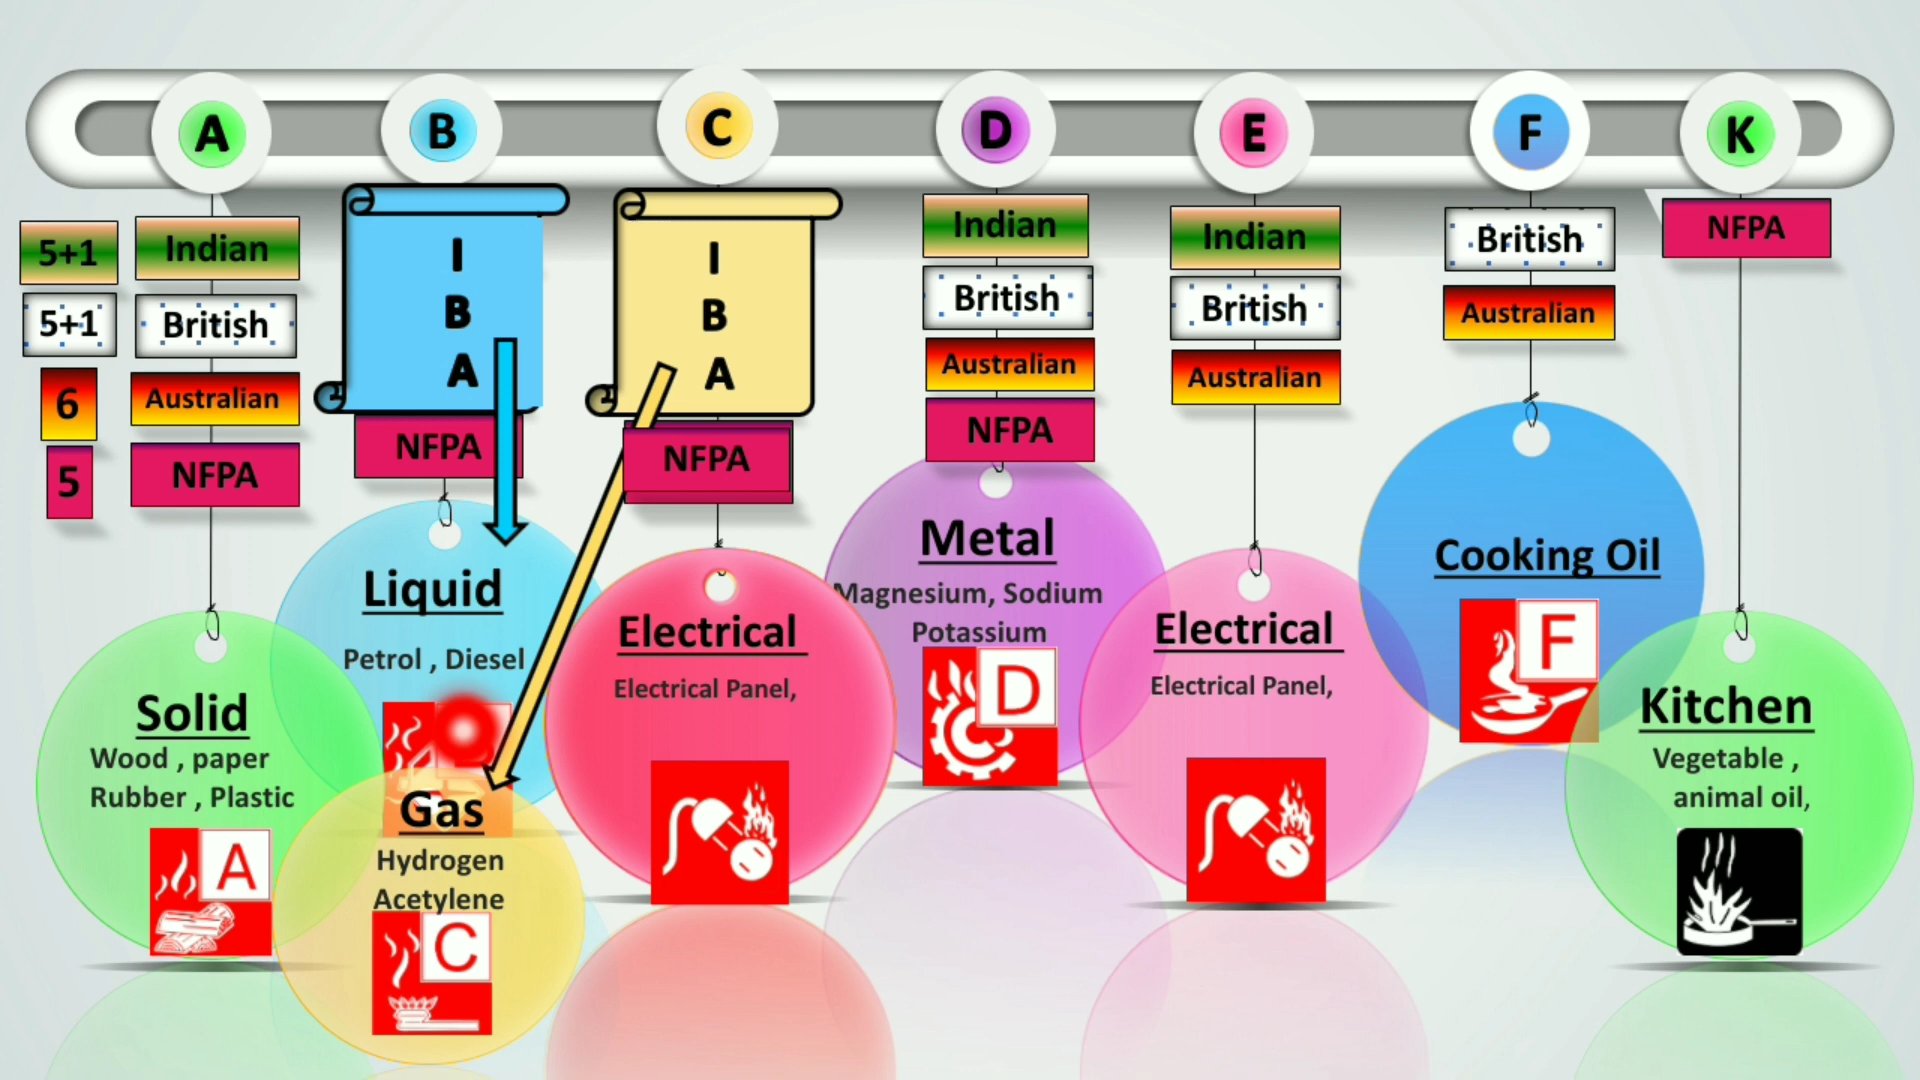 A
B
C
D
E
F
K
5+1
5+1
6
5
Indian
British
Australian
NFPA
I
B
A
NFPA
I
B
A
NFPA
Indian
British
Australian
NFPA
Indian
British
Australian
British
Australian
NFPA
Solid
Wood , paper
Rubber , Plastic
A
Liquid
Petrol , Diesel
Gas
Hydrogen
Acetylene
C
Electrical
Electrical Panel,
Metal
Magnesium, Sodium
Potassium
D
Electrical
Electrical Panel,
Cooking Oil
F
Kitchen
Vegetable ,
animal oil,